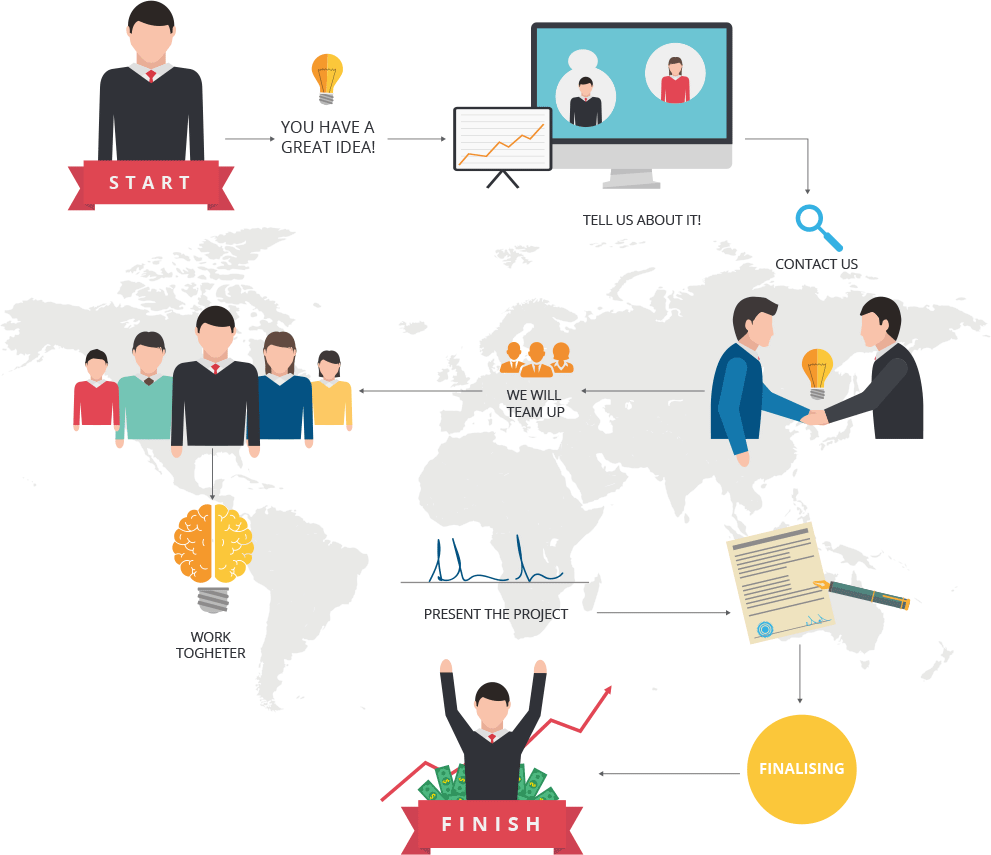 START
YOU HAVE A
GREAT IDEA!
TELL US ABOUT IT!
CONTACT US
WE WILL
TEAM UP
WORK
TOGHETER
PRESENT THE PROJECT
FINALISING
FINISH